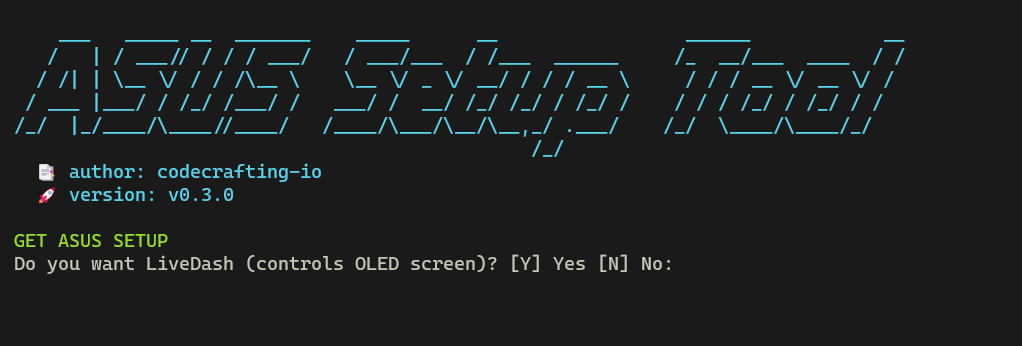 ASUS Setup Tool
author: codecrafting-io
version: v0.3.0
GET ASUS SETUP
Do you want LiveDash (controls OLED screen)? [Y] Yes [N] No: